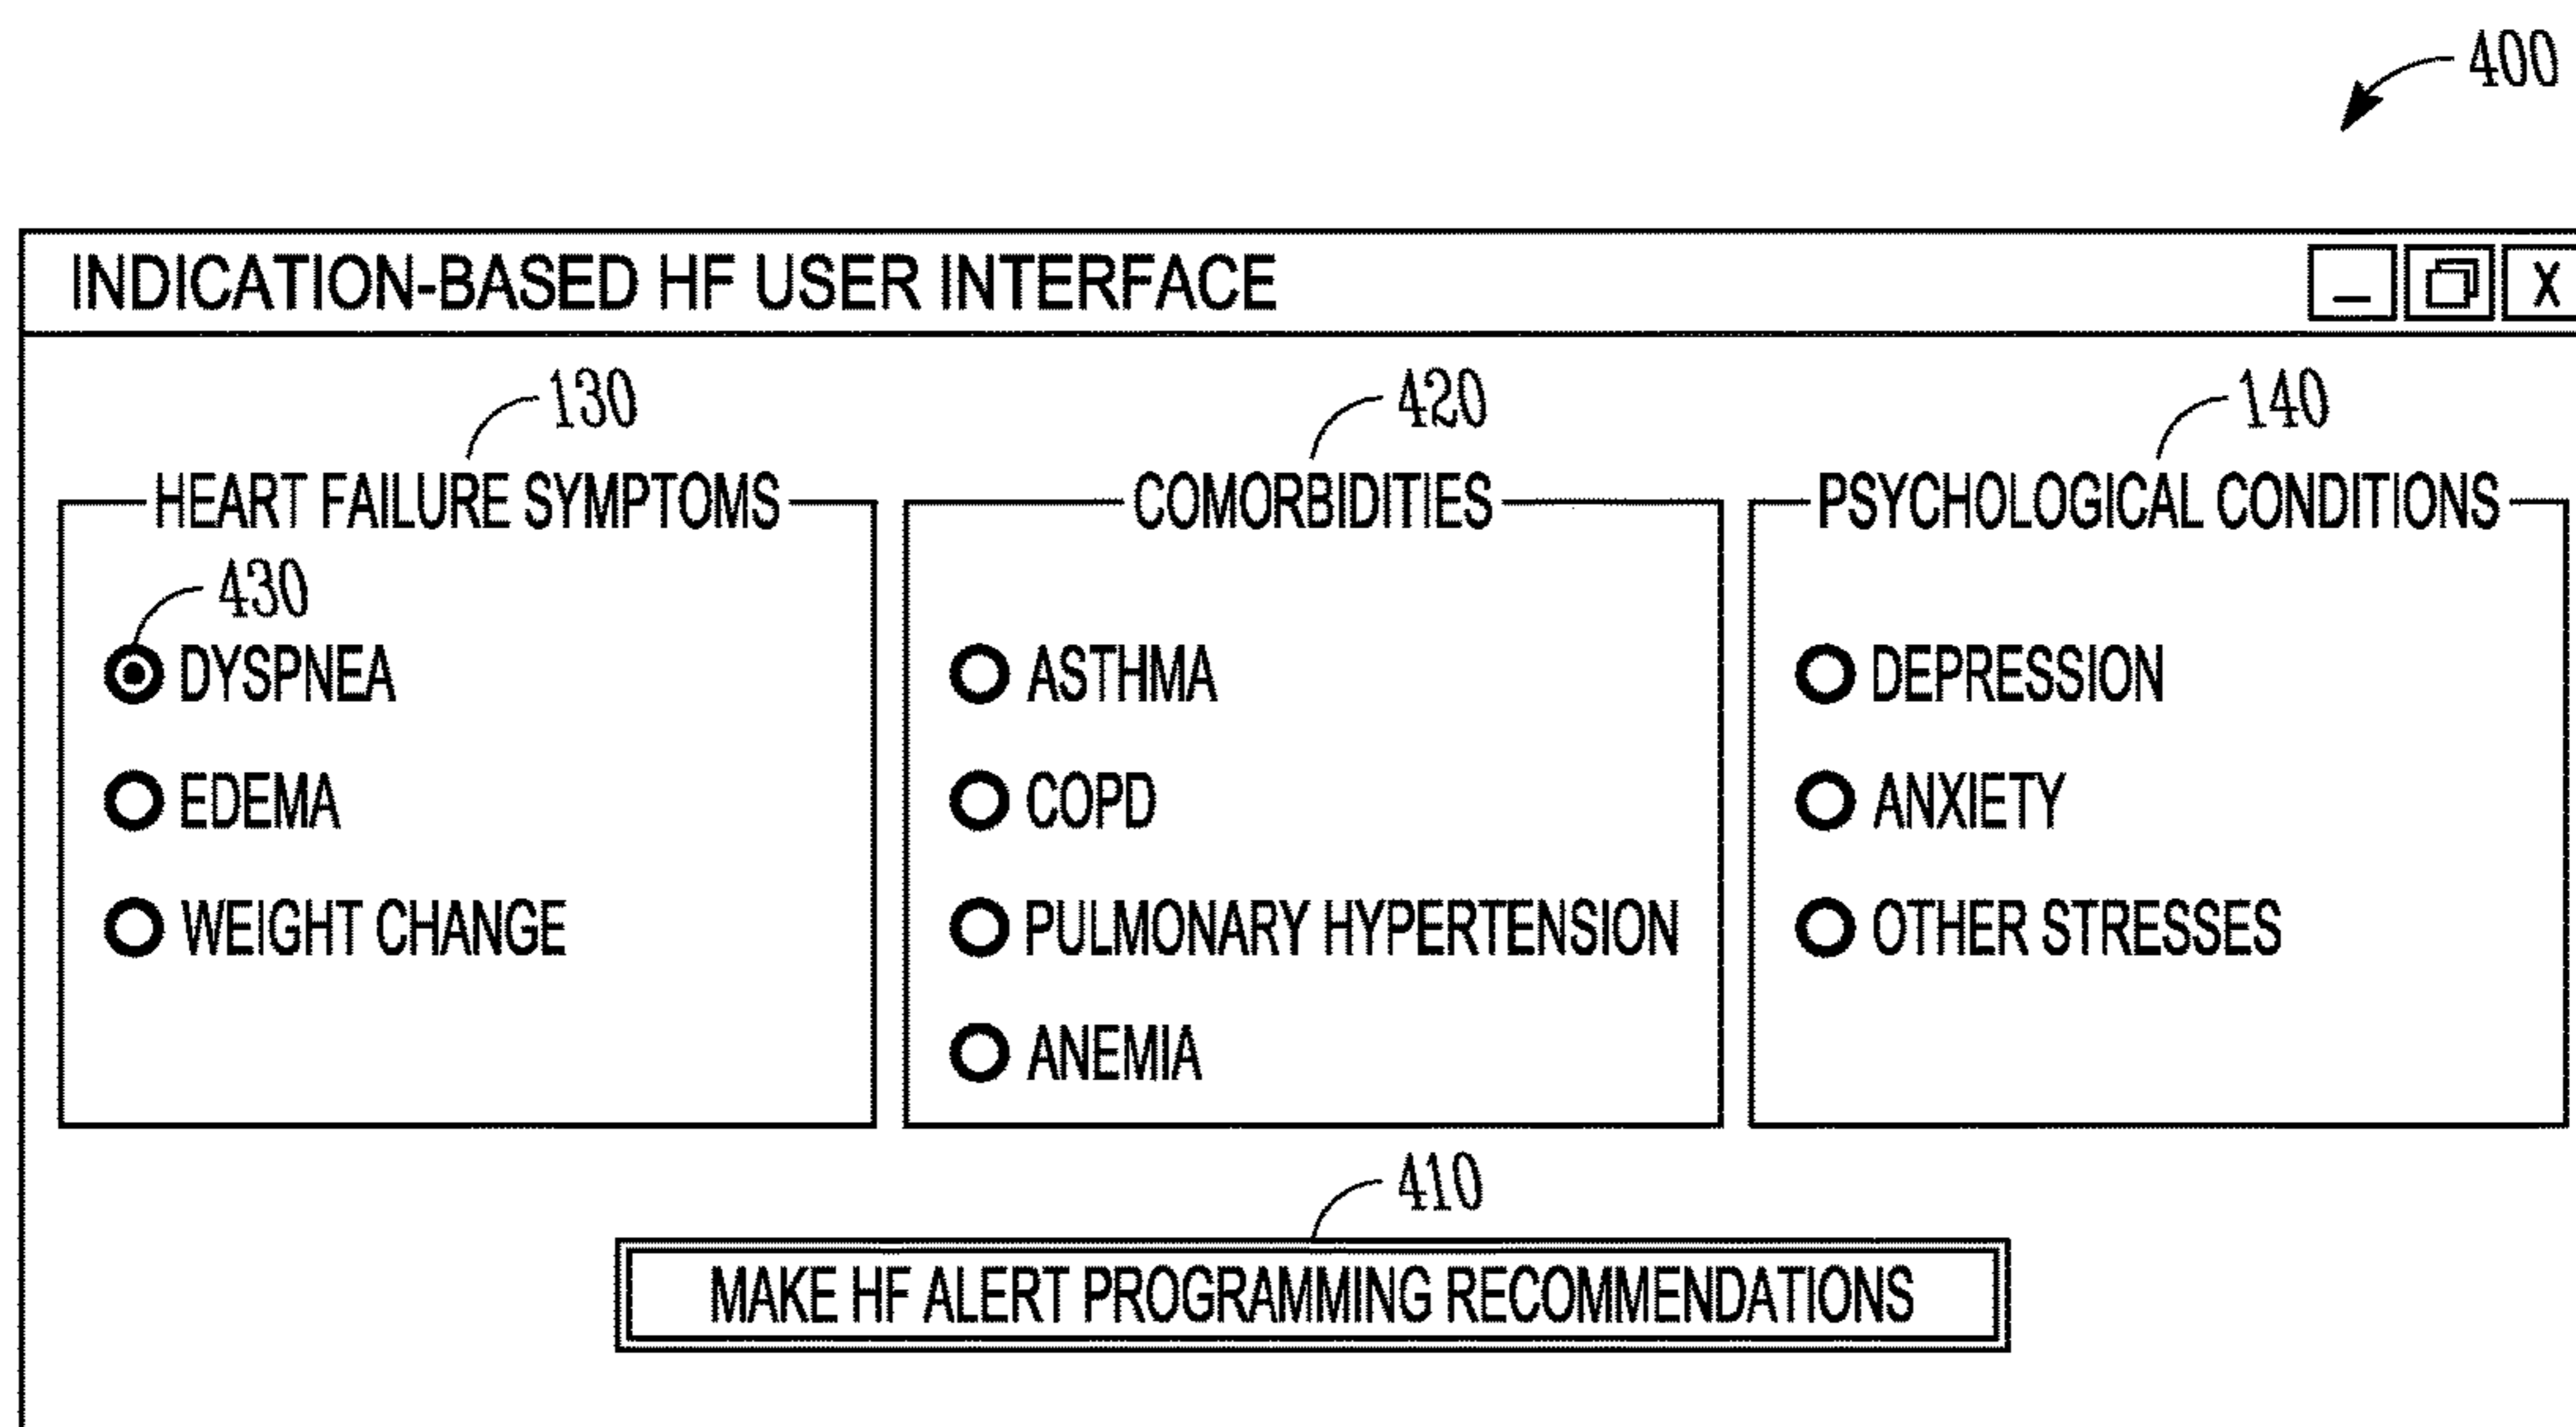 400
INDICATION-BASED HF USER INTERFACE
X
130
420
140
HEART FAILURE SYMPTOMS
COMORBIDITIES
PSYCHOLOGICAL CONDITIONS
430
DYSPNEA
ASTHMA
DEPRESSION
EDEMA
COPD
ANXIETY
WEIGHT CHANGE
PULMONARY HYPERTENSION
OTHER STRESSES
ANEMIA
410
MAKE HF ALERT PROGRAMMING RECOMMENDATIONS